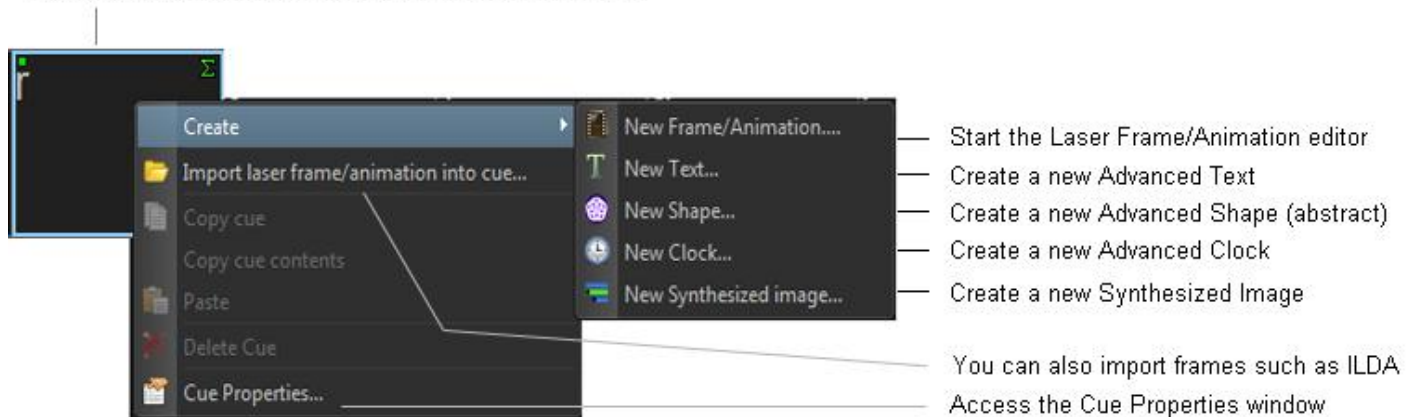 r Σ
Create
Import laser frame/animation into cue...
Copy cue
Copy cue contents
Paste
Delete Cue
Cue Properties...
New Frame/Animation....
New Text...
New Shape...
New Clock...
New Synthesized image...
Start the Laser Frame/Animation editor
Create a new Advanced Text
Create a new Advanced Shape (abstract)
Create a new Advanced Clock
Create a new Synthesized Image
You can also import frames such as ILDA
Access the Cue Properties window